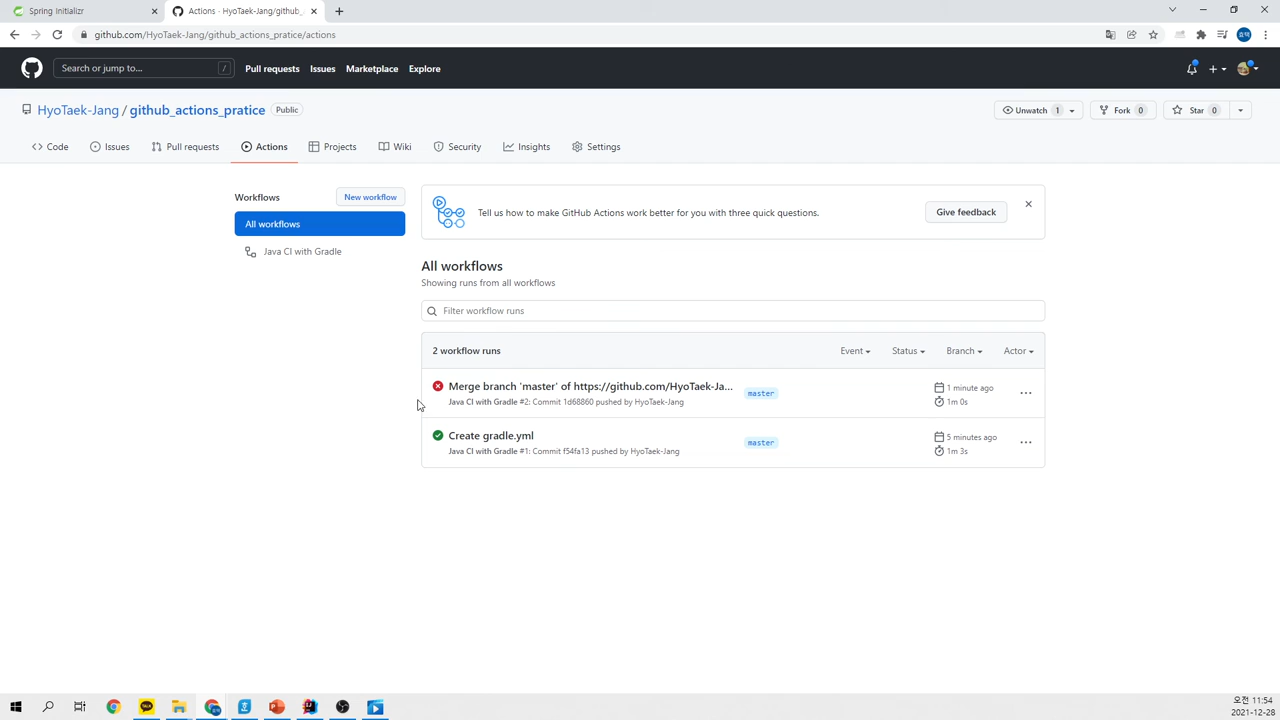 Spring Initializr
Actions · HyoTaek-Jang/github_
github.com/HyoTaek-Jang/github_actions_pratice/actions
Search or jump to...
/
Pull requests
Issues
Marketplace
Explore
HyoTaek-Jang / github_actions_pratice
Public
Unwatch 1
Fork 0
Star 0
Code
Issues
Pull requests
Actions
Projects
Wiki
Security
Insights
Settings
Workflows
New workflow
All workflows
Java CI with Gradle
Tell us how to make GitHub Actions work better for you with three quick questions.
Give feedback
All workflows
Showing runs from all workflows
Filter workflow runs
2 workflow runs
Event
Status
Branch
Actor
Merge branch 'master' of https://github.com/HyoTaek-Ja...
Java CI with Gradle #2: Commit 1d68860 pushed by HyoTaek-Jang
master
1 minute ago
1m 0s
Create gradle.yml
Java CI with Gradle #1: Commit f54fa13 pushed by HyoTaek-Jang
master
5 minutes ago
1m 3s
오전 11:54
2021-12-28